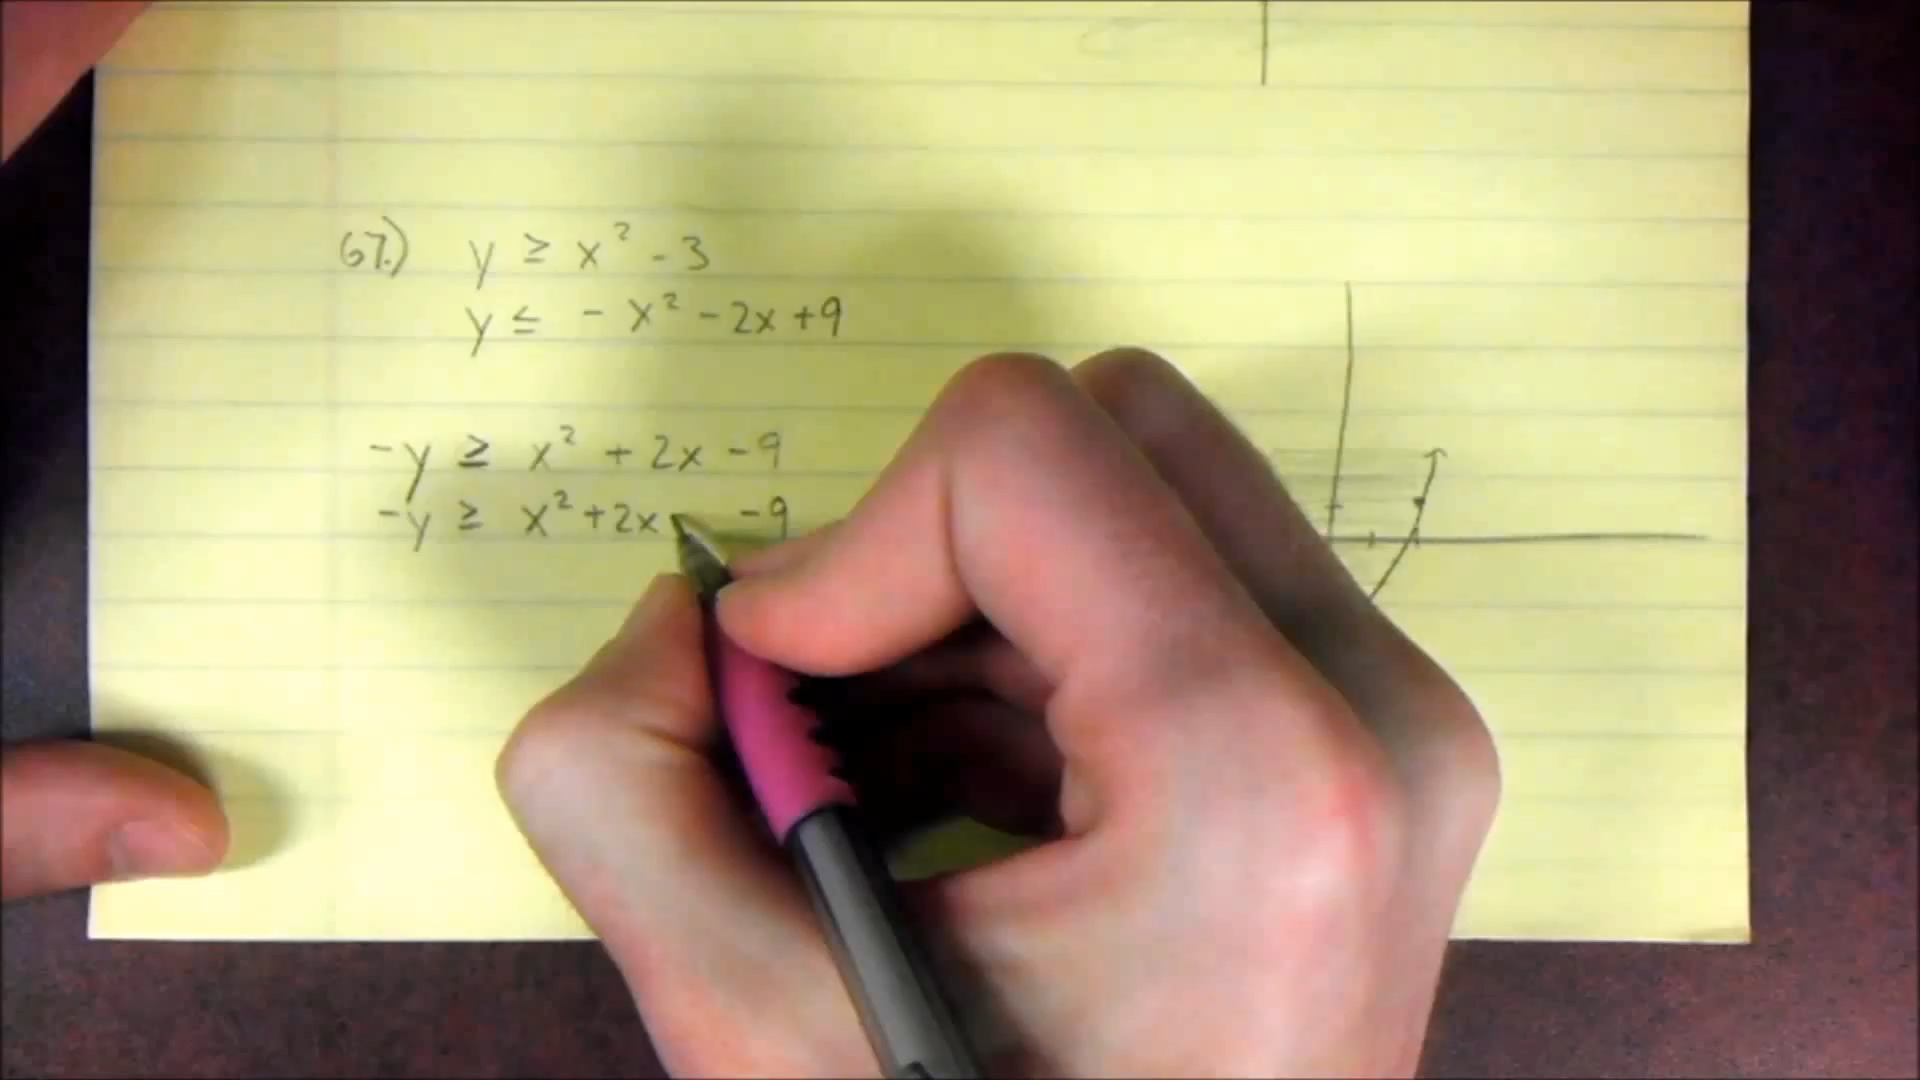 67.) y ≥ x² - 3
y ≤ - x² - 2x + 9
-y ≥ x² + 2x - 9
-y ≥ x² + 2x - 9